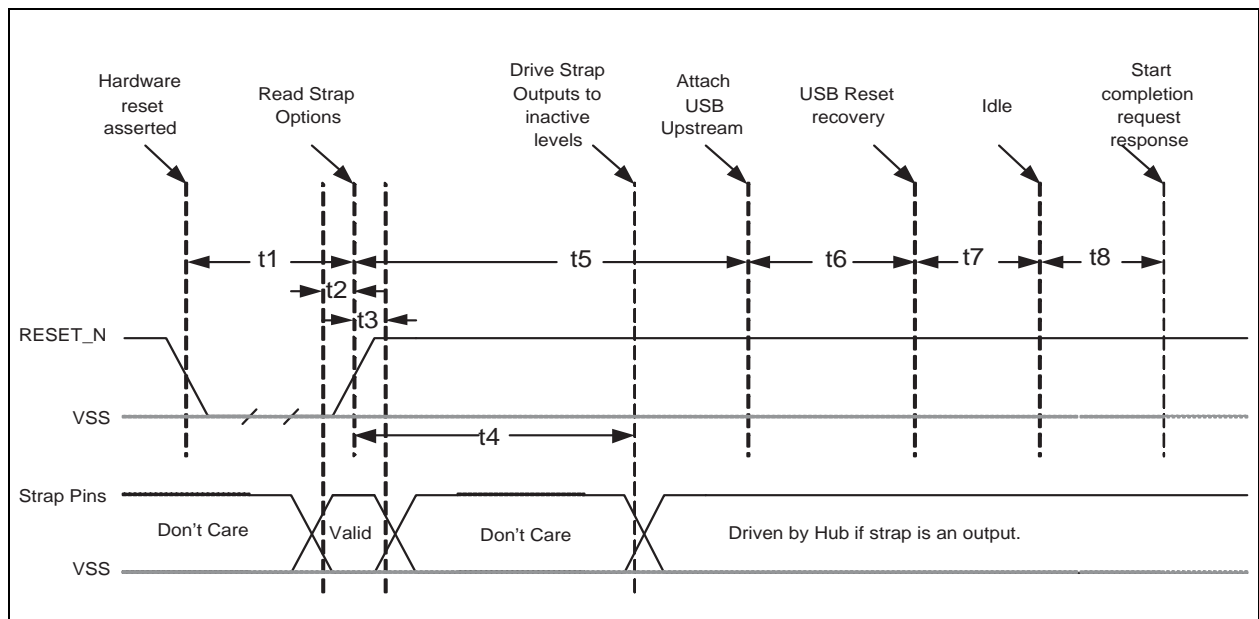 Hardware
reset
asserted
Read Strap
Options
Drive Strap
Outputs to
inactive
levels
Attach
USB
Upstream
USB Reset
recovery
Idle
Start
completion
request
response
t1
t5
t6
t7
t8
t2
t3
RESET_N
VSS
t4
Strap Pins
Don't Care
Valid
Don't Care
Driven by Hub if strap is an output.
VSS